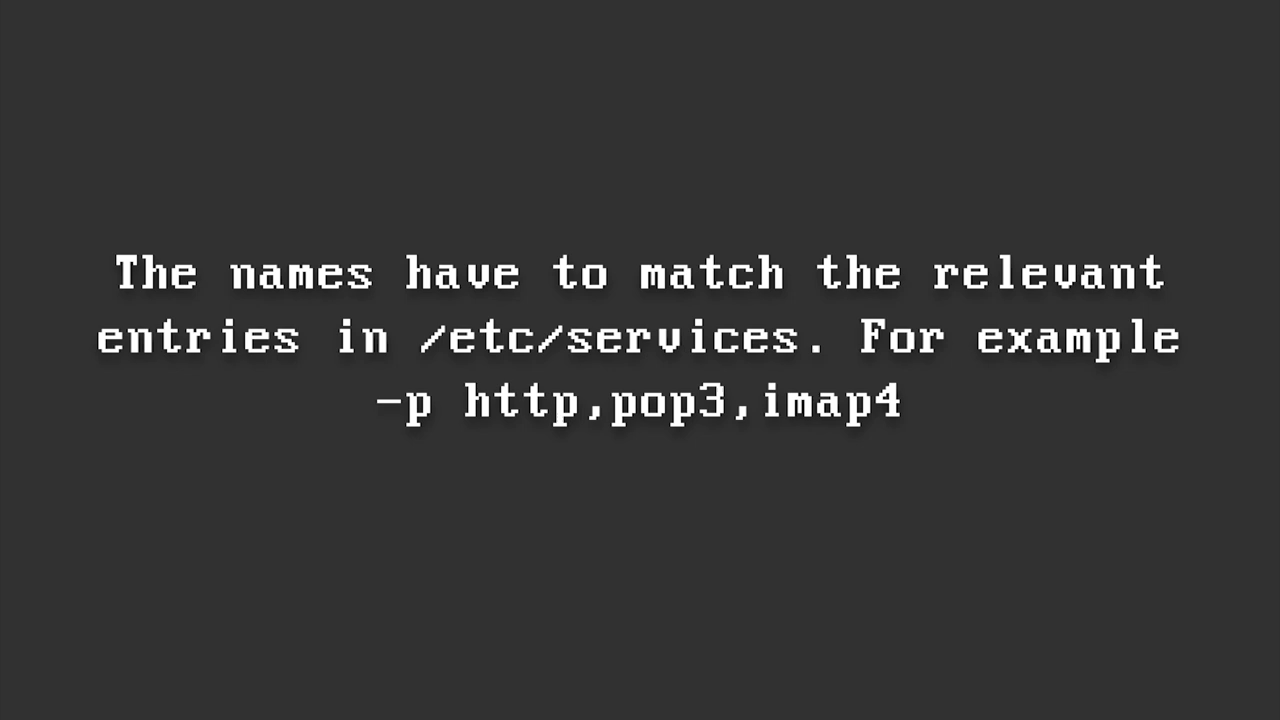 The names have to match the relevant
entries in /etc/services. For example
-p http,pop3,imap4